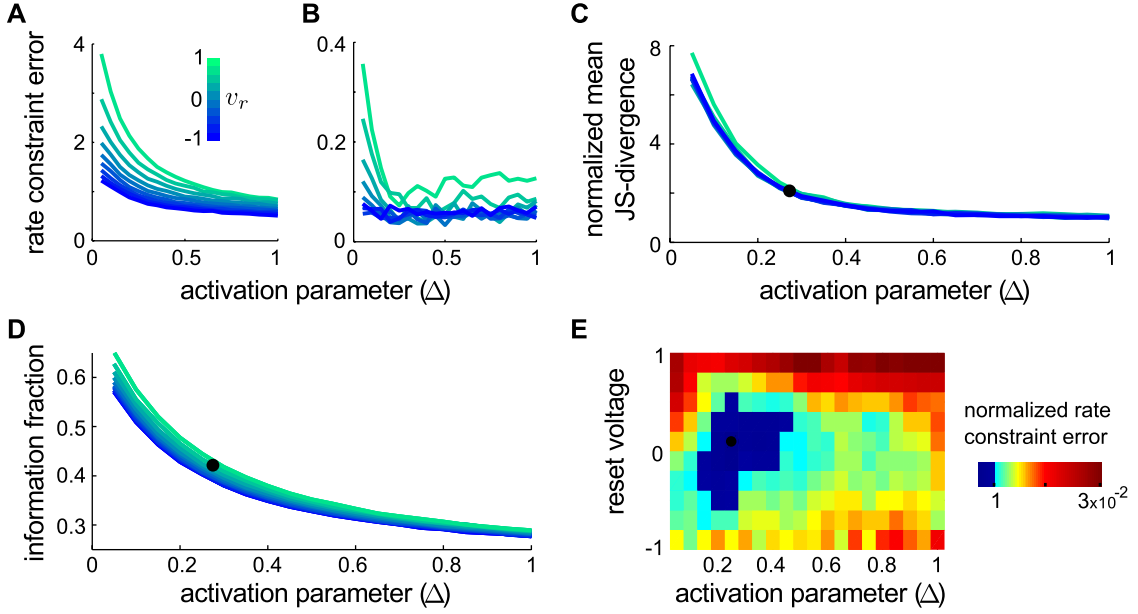 A
rate constraint error
4
2
0
0
0.5
1
1
0
-1
v_r
B
0.4
0.2
0
0
0.5
1
activation parameter (Δ)
C
normalized mean
JS-divergence
8
6
4
2
0
0
0.2
0.4
0.6
0.8
1
activation parameter (Δ)
D
information fraction
0.6
0.5
0.4
0.3
0
0.2
0.4
0.6
0.8
1
activation parameter (Δ)
E
reset voltage
1
0
-1
0.2
0.4
0.6
0.8
1
activation parameter (Δ)
normalized rate
constraint error
1
3x10⁻²